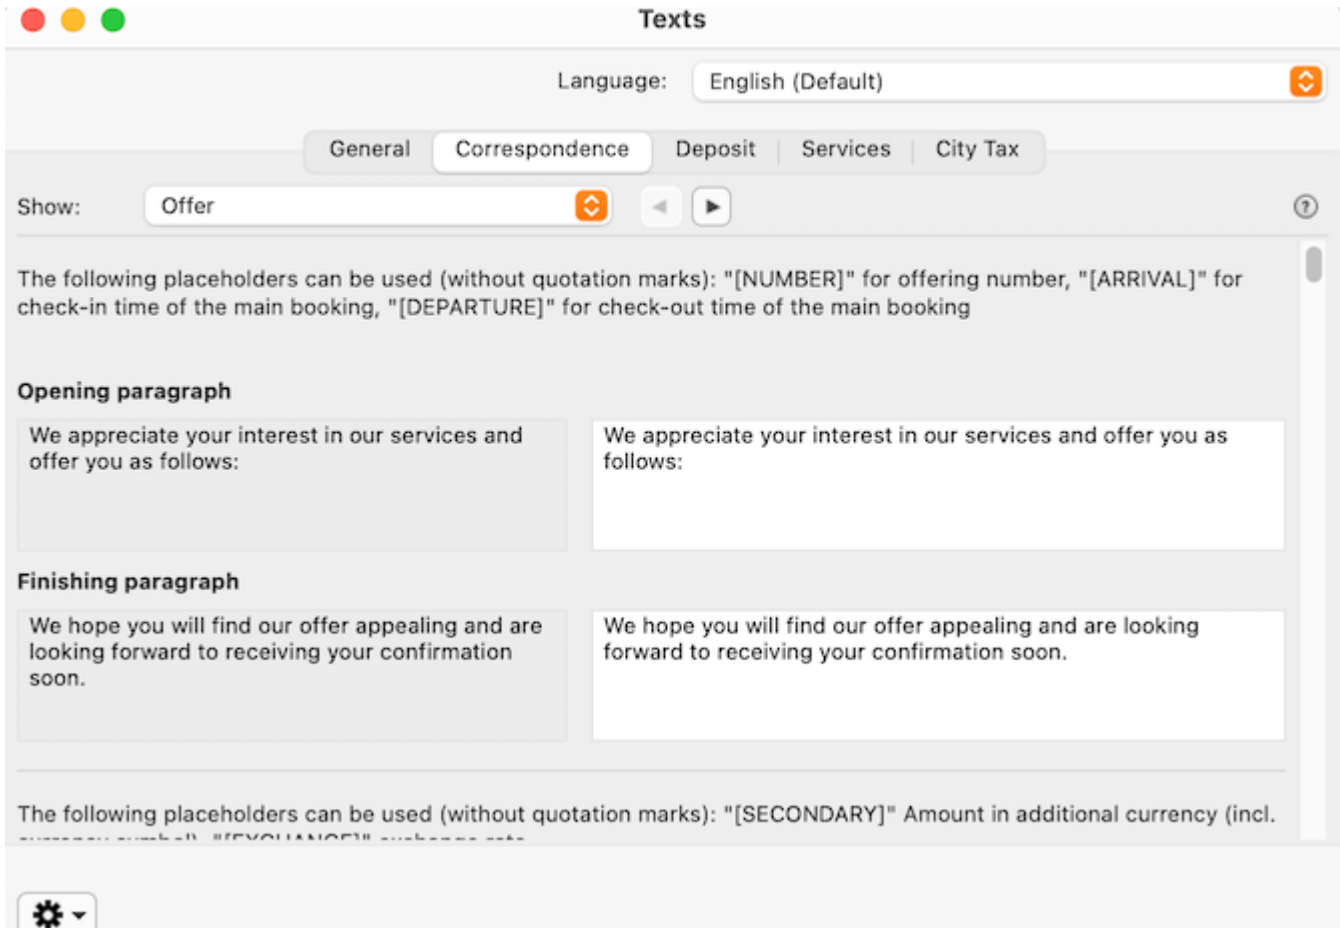 Texts
Language: English (Default)
General Correspondence Deposit Services City Tax
Show: Offer
The following placeholders can be used (without quotation marks): "[NUMBER]" for offering number, "[ARRIVAL]" for
check-in time of the main booking, "[DEPARTURE]" for check-out time of the main booking
Opening paragraph
We appreciate your interest in our services and
offer you as follows:
We appreciate your interest in our services and offer you as
follows:
Finishing paragraph
We hope you will find our offer appealing and are
looking forward to receiving your confirmation
soon.
We hope you will find our offer appealing and are looking
forward to receiving your confirmation soon.
The following placeholders can be used (without quotation marks): "[SECONDARY]" Amount in additional currency (incl.
currency symbol), "[EXCHANGE]" exchange rate